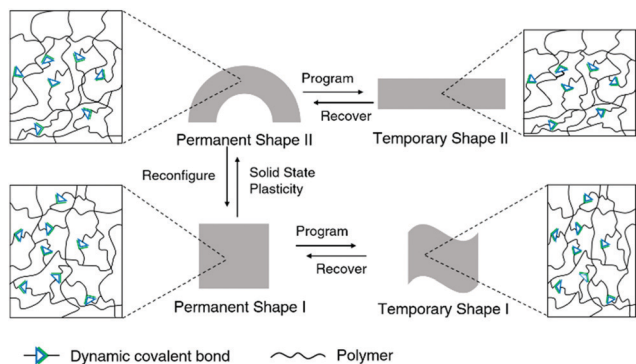 Program
Recover
Permanent Shape II
Temporary Shape II
Reconfigure
Solid State
Plasticity
Program
Recover
Permanent Shape I
Temporary Shape I
Dynamic covalent bond
Polymer